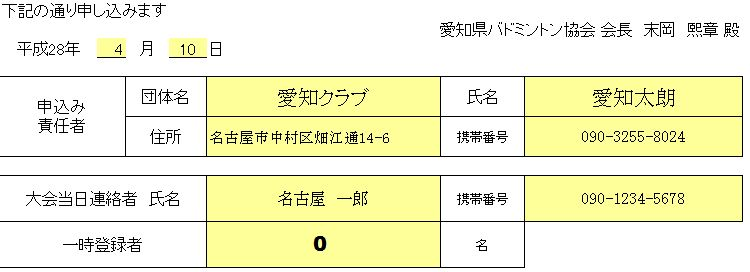 下記の通り申し込みます
愛知県バドミントン協会 会長 末岡 熙章 殿
平成28年 4 月 10 日
申込み
責任者
団体名 愛知クラブ 氏名 愛知太朗
住所 名古屋市中村区畑江通14-6 携帯番号 090-3255-8024
大会当日連絡者 氏名 名古屋 一郎 携帯番号 090-1234-5678
一時登録者 0 名